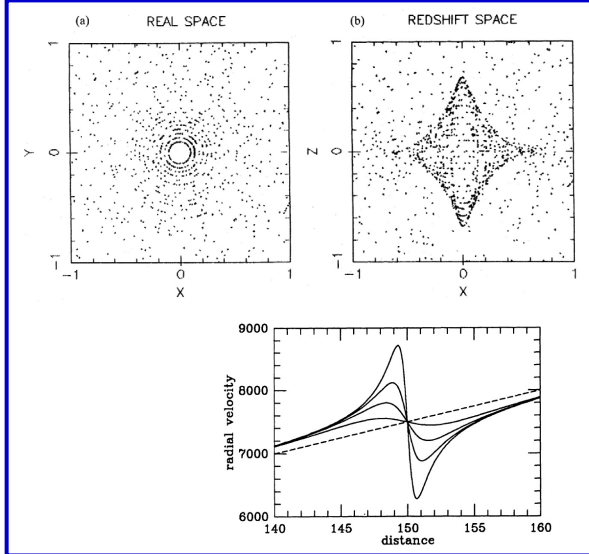 (a) REAL SPACE
(b) REDSHIFT SPACE
1
0
-1
Y
-1 0 1
X
1
0
-1
Z
-1 0 1
X
9000
8000
7000
6000
radial velocity
140 145 150 155 160
distance